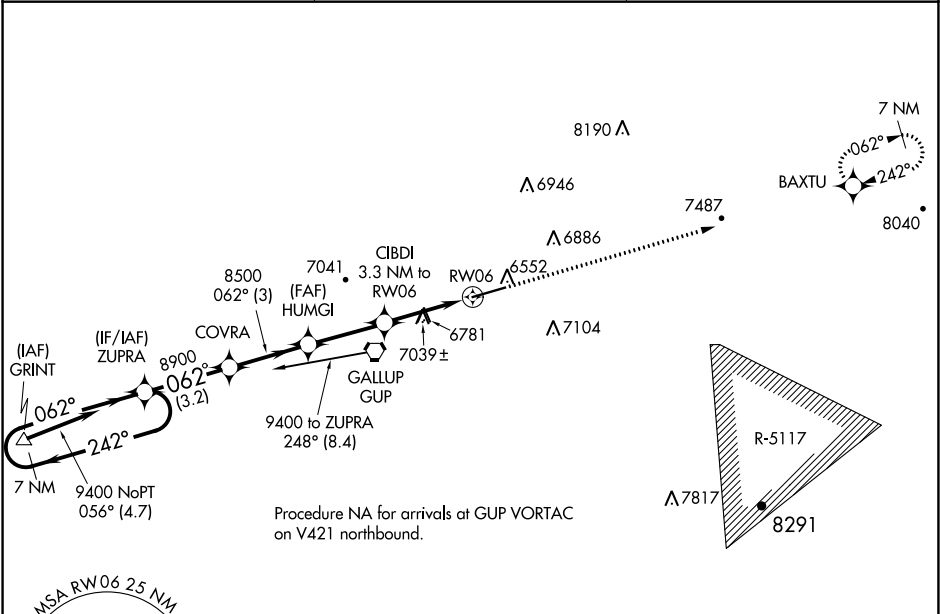 7 NM
062°
242°
8190
BAXTU
6946
8040
7487
6886
CIBDI
3.3 NM to
RW06
RW06
6552
7041
8500
062° (3)
(FAF)
HUMGI
COVRA
6781
7039±
7104
(IF/IAF)
ZUPRA
8900
062°
(3.2)
(IAF)
GRINT
062°
242°
GALLUP
GUP
9400 to ZUPRA
248° (8.4)
7 NM
9400 NoPT
056° (4.7)
R-5117
7817
8291
Procedure NA for arrivals at GUP VORTAC
on V421 northbound.
MSA RW06 25 NM